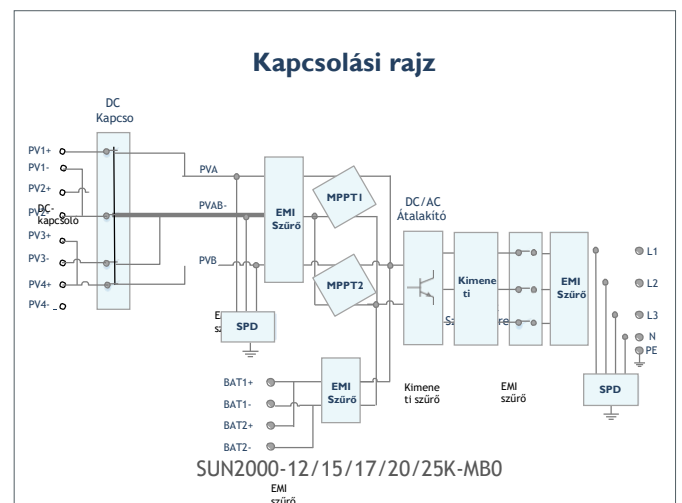 Kapcsolási rajz
DC
Kapcso
PV1+
PV1-
PV2+
DC-
kapcsoló
PV3+
PV3-
PV4+
PV4-
PVA
PVAB-
PVB
EMI
Szűrő
MPPT1
MPPT2
DC/AC
Átalakító
Kimene
ti
EMI
Szűrő
L1
L2
L3
N
PE
SPD
SPD
BAT1+
BAT1-
BAT2+
BAT2-
EMI
Szűrő
Kimene
ti szűrő
EMI
szűrő
SUN2000-12/15/17/20/25K-MB0
EMI
szűrő